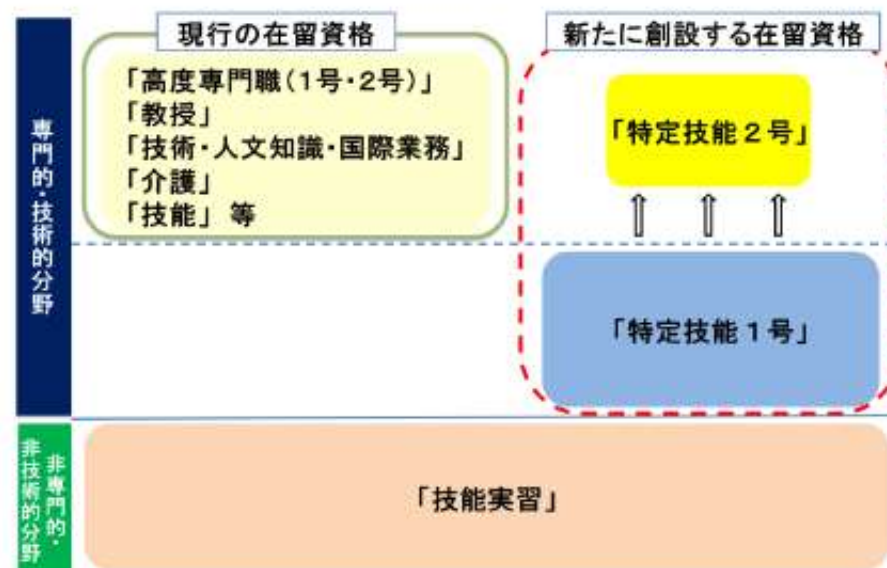 現行の在留資格
「高度専門職（1号・2号）」
「教授」
「技術・人文知識・国際業務」
「介護」
「技能」 等
新たに創設する在留資格
「特定技能２号」
「特定技能１号」
専門的・技術的分野
非専門的・
非技術的分野
「技能実習」